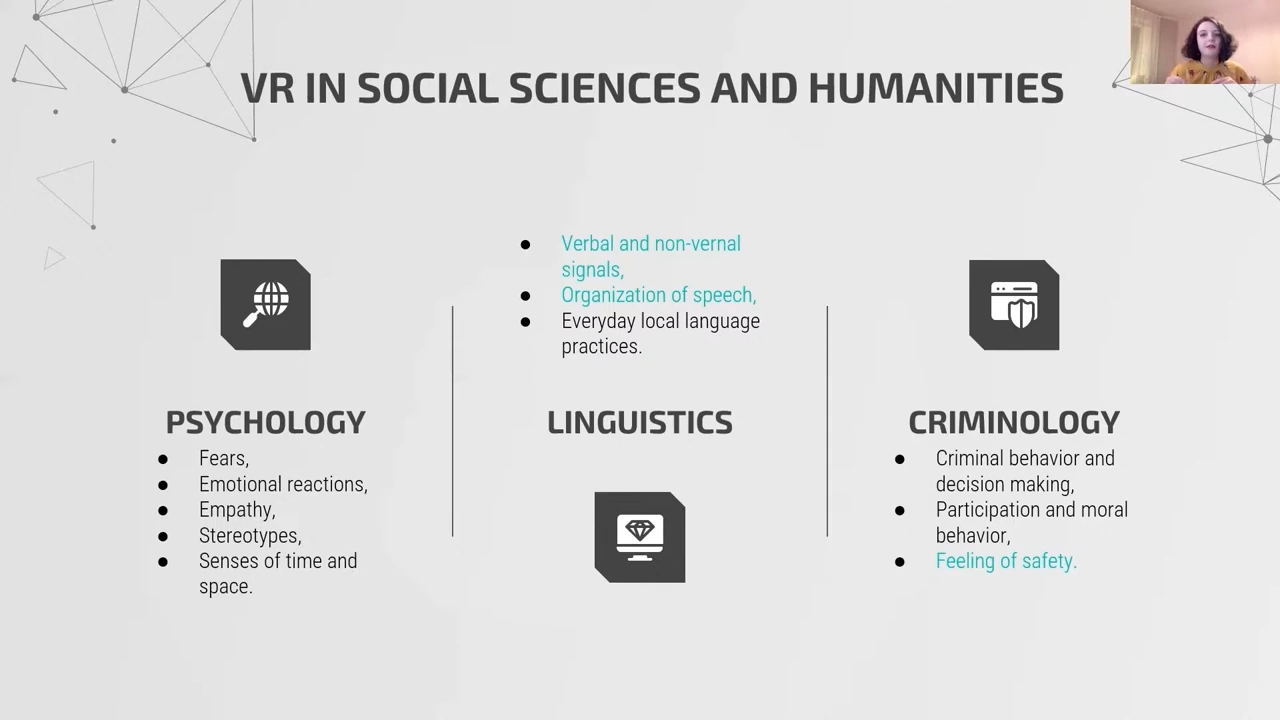 VR IN SOCIAL SCIENCES AND HUMANITIES
PSYCHOLOGY
● Fears,
● Emotional reactions,
● Empathy,
● Stereotypes,
● Senses of time and
space.
● Verbal and non-vernal
signals,
● Organization of speech,
● Everyday local language
practices.
LINGUISTICS
CRIMINOLOGY
● Criminal behavior and
decision making,
● Participation and moral
behavior,
● Feeling of safety.